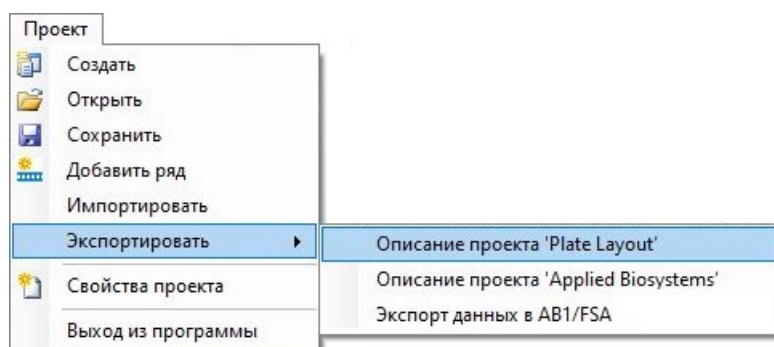 Проект
Создать
Открыть
Сохранить
Добавить ряд
Импортировать
Экспортировать
Описание проекта 'Plate Layout'
Описание проекта 'Applied Biosystems'
Экспорт данных в AB1/FSA
Свойства проекта
Выход из программы